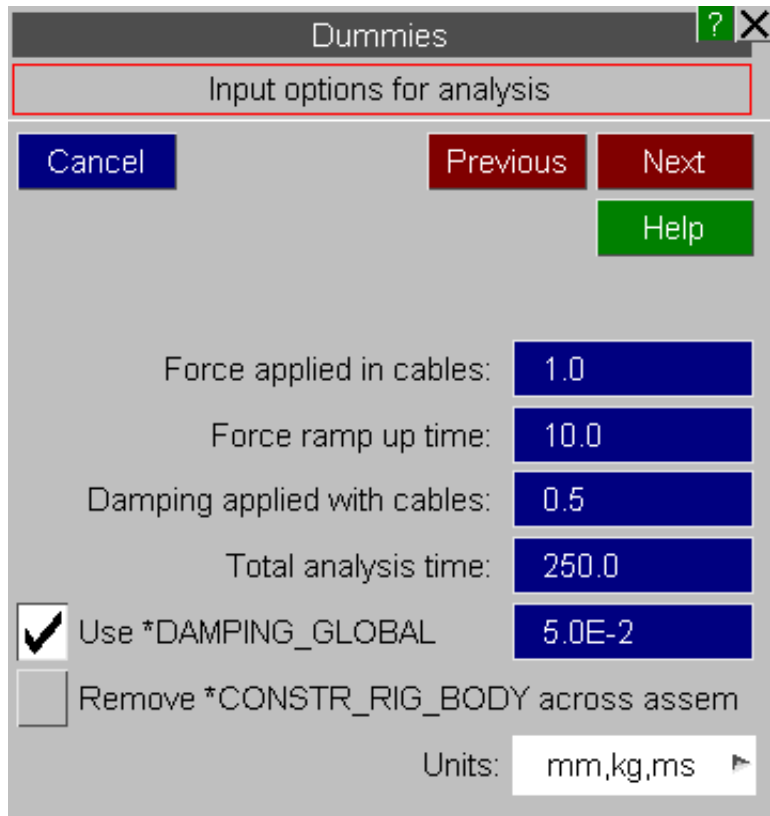 Dummies ? X
Input options for analysis
Cancel Previous Next
Help
Force applied in cables: 1.0
Force ramp up time: 10.0
Damping applied with cables: 0.5
Total analysis time: 250.0
Use *DAMPING_GLOBAL 5.0E-2
Remove *CONSTR_RIG_BODY across assem
Units: mm,kg,ms